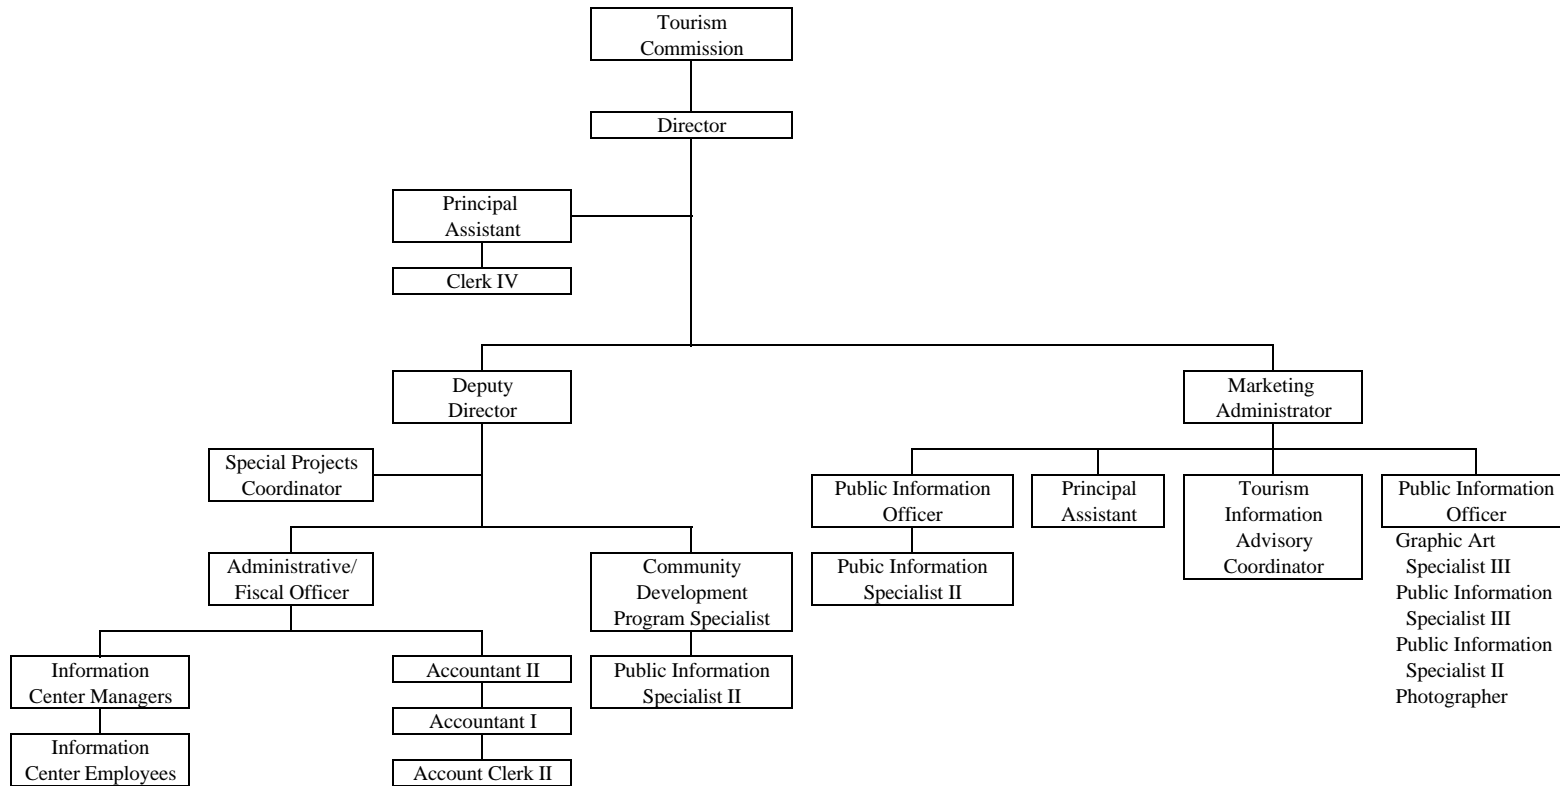 Tourism
Commission
Director
Principal
Assistant
Clerk IV
Deputy
Director
Marketing
Administrator
Special Projects
Coordinator
Public Information
Officer
Principal
Assistant
Tourism
Information
Advisory
Coordinator
Public Information
Officer
Graphic Art
Specialist III
Public Information
Specialist III
Public Information
Specialist II
Photographer
Pubic Information
Specialist II
Administrative/
Fiscal Officer
Community
Development
Program Specialist
Information
Center Managers
Accountant II
Public Information
Specialist II
Accountant I
Information
Center Employees
Account Clerk II